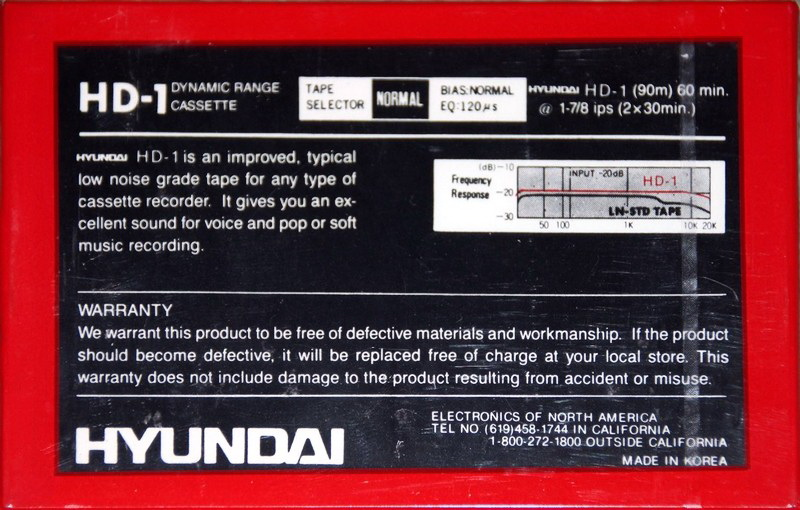 HD-1 DYNAMIC RANGE CASSETTE
TAPE SELECTOR NORMAL BIAS:NORMAL EQ:120µs
HYUNDAI HD-1 (90m) 60 min.
@ 1-7/8 ips (2×30min.)
HYUNDAI HD-1 is an improved, typical
low noise grade tape for any type of
cassette recorder. It gives you an ex-
cellent sound for voice and pop or soft
music recording.
(dB) -10
INPUT -20dB
Frequency Response
HD-1
-20
LN-STD TAPE
-30
50 100 1K 10K 20K
WARRANTY
We warrant this product to be free of defective materials and workmanship. If the product
should become defective, it will be replaced free of charge at your local store. This
warranty does not include damage to the product resulting from accident or misuse.
HYUNDAI
ELECTRONICS OF NORTH AMERICA
TEL NO (619)458-1744 IN CALIFORNIA
1-800-272-1800 OUTSIDE CALIFORNIA
MADE IN KOREA